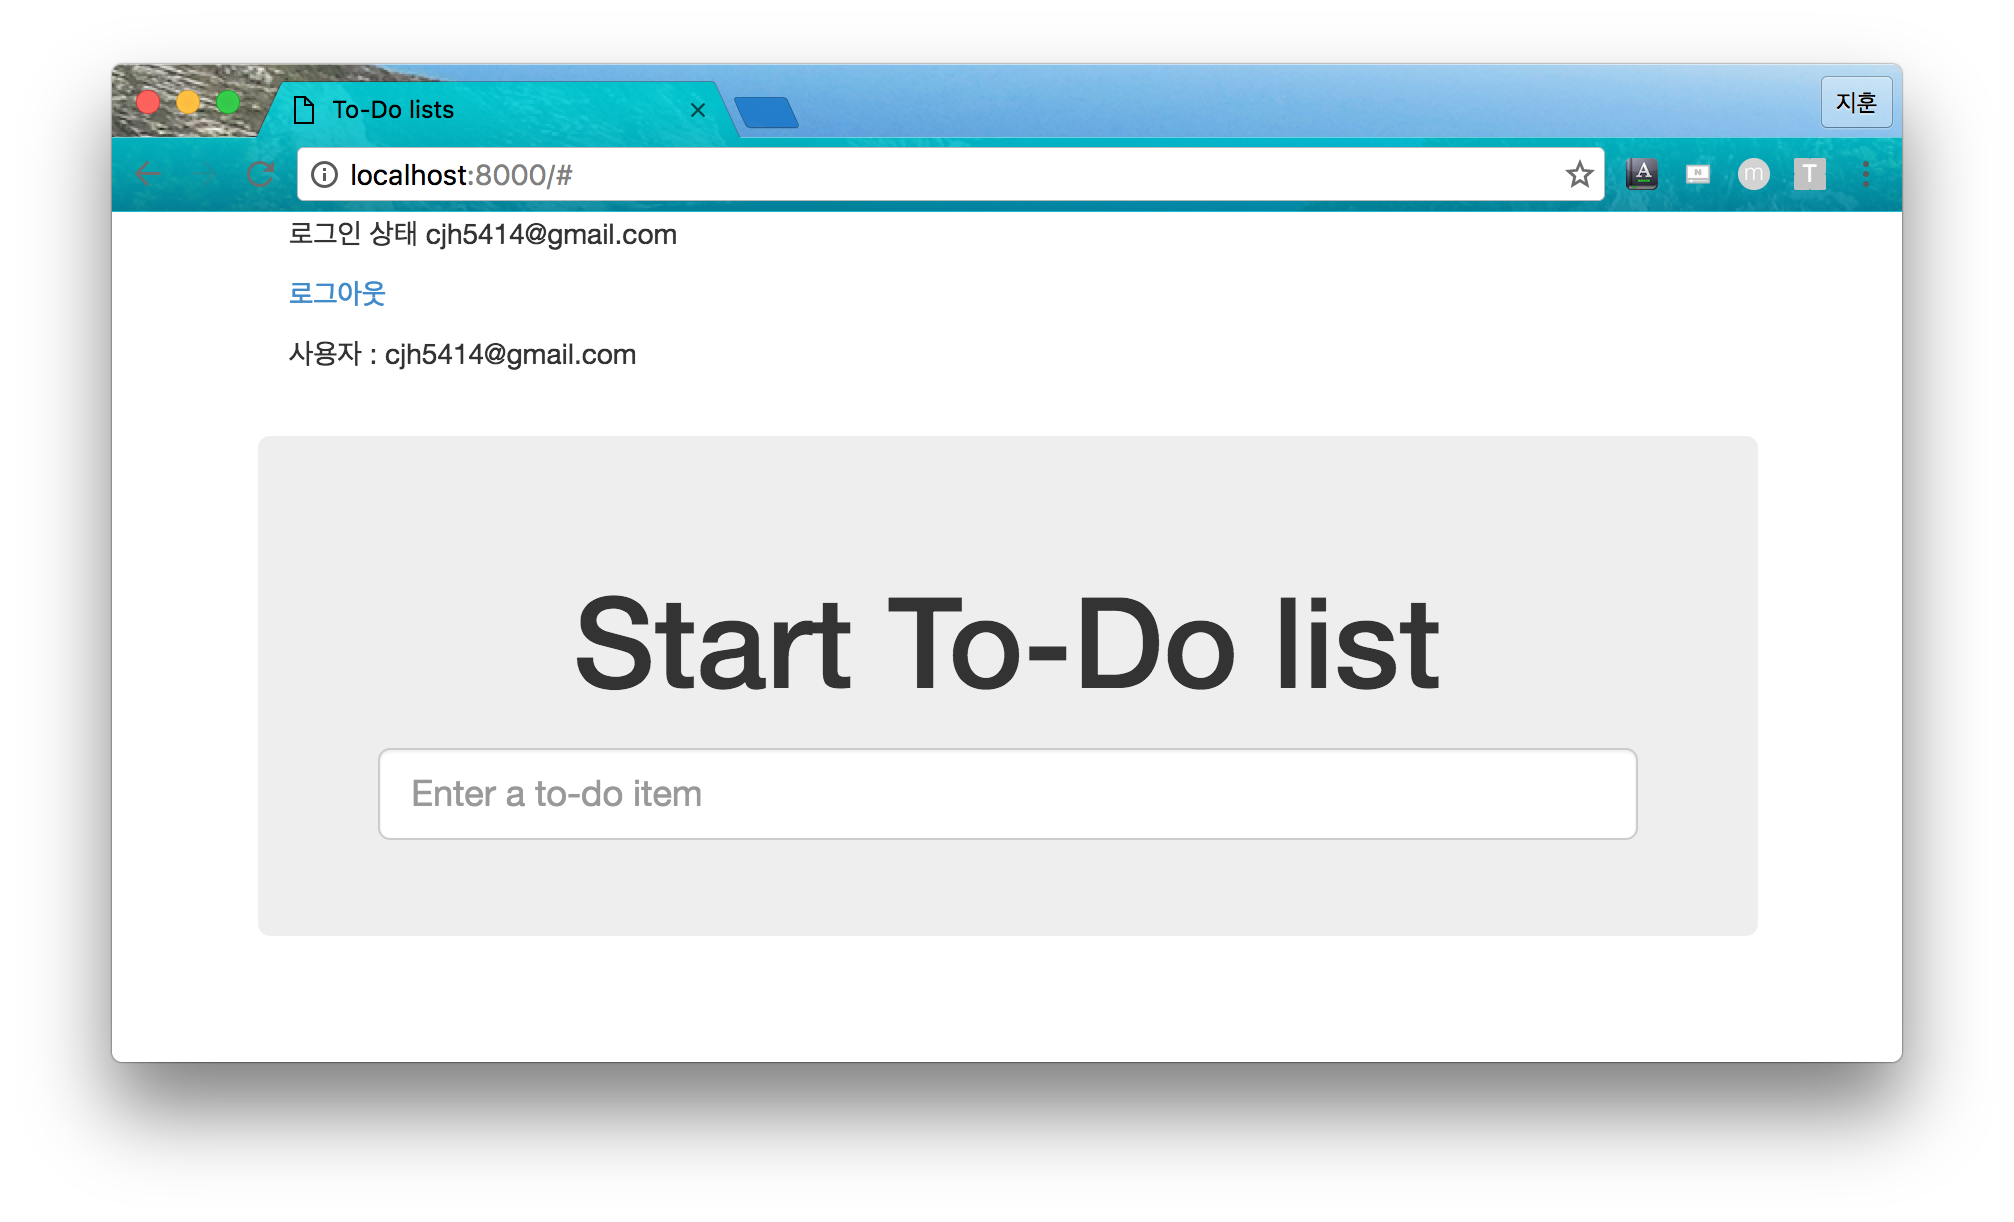 To-Do lists
지훈
localhost:8000/#
A
N
m
T
로그인 상태 cjh5414@gmail.com
로그아웃
사용자 : cjh5414@gmail.com
Start To-Do list
Enter a to-do item